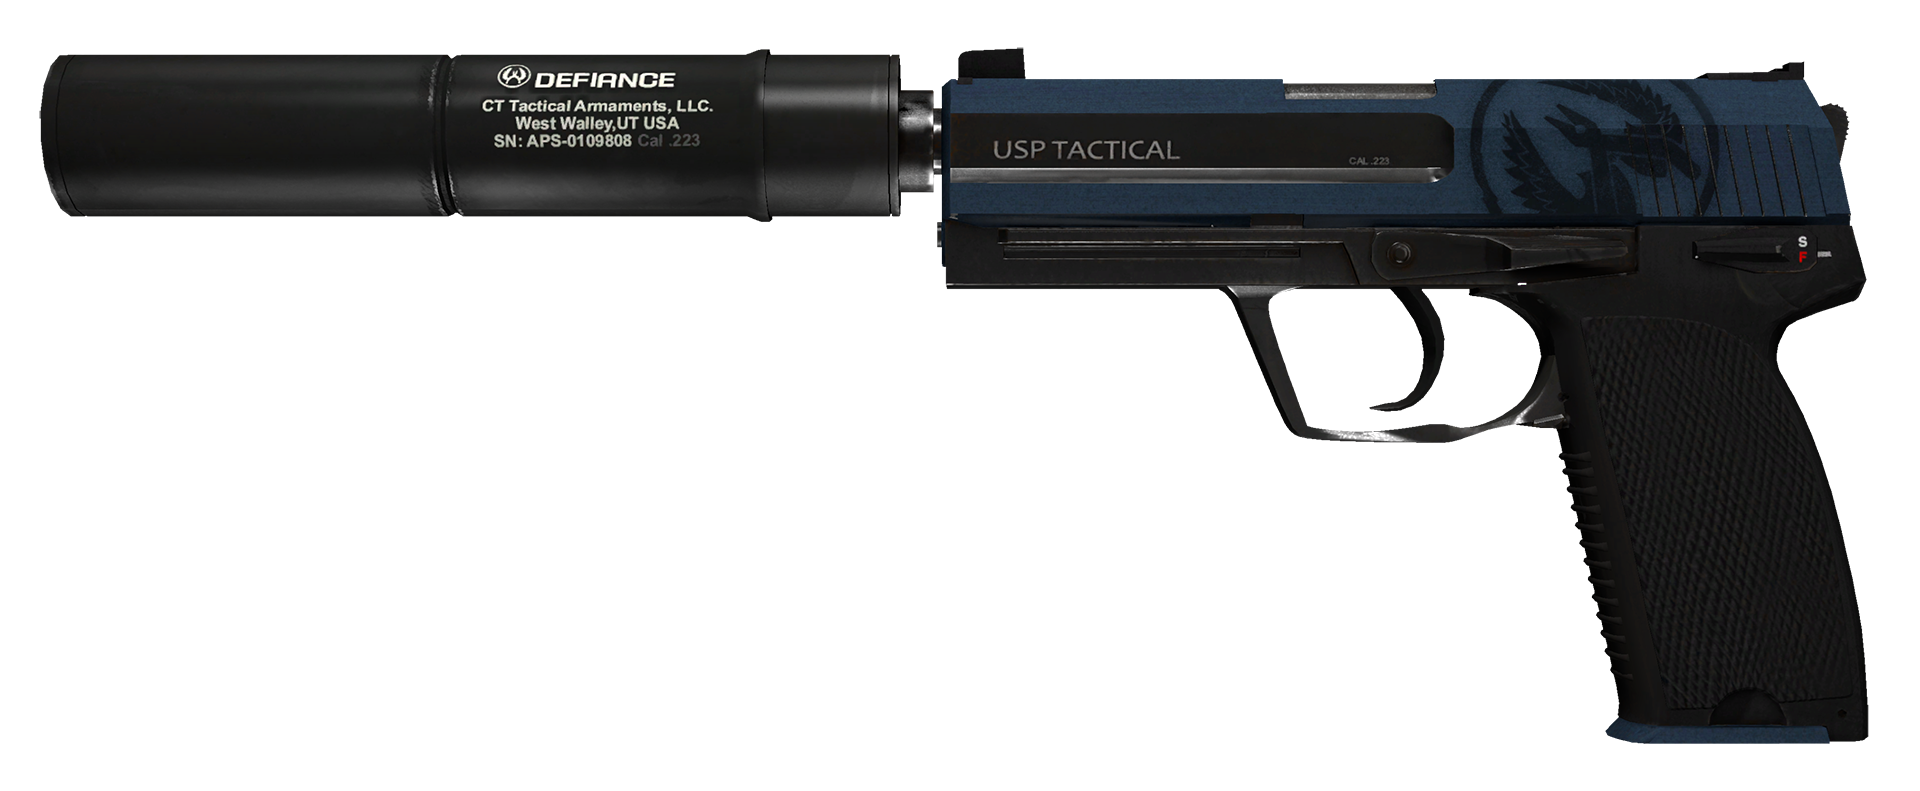 DEFIANCE
CT Tactical Armaments, LLC.
West Walley,UT USA
SN: APS-0109808 Cal .223
USP TACTICAL
CAL .223
S
F